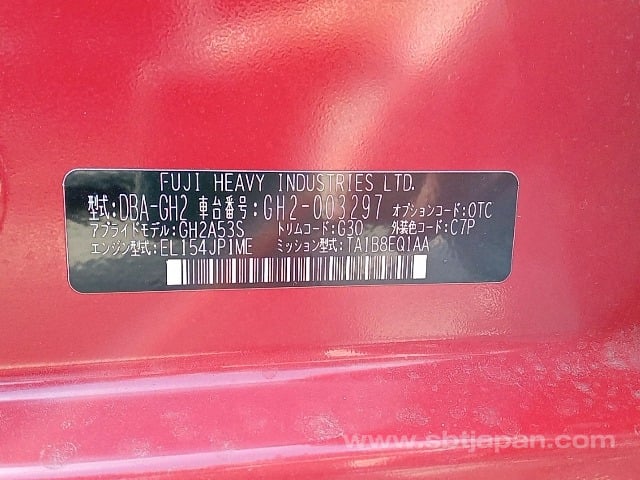 FUJI HEAVY INDUSTRIES LTD.
型式:DBA-GH2 車台番号:GH2-003297 オプションコード:OTC
アプライドモデル:GH2A53S トリムコード:G30 外装色コード:C7P
エンジン型式:EL154JP1ME ミッション型式:TA1B8EQ1AA
www.sbtjapan.com